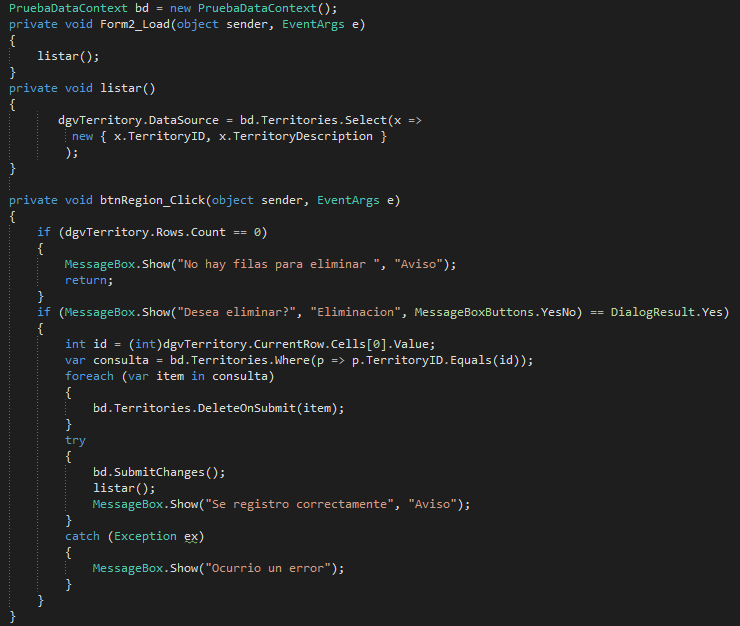 PruebaDataContext bd = new PruebaDataContext();
private void Form2_Load(object sender, EventArgs e)
{
    listar();
}
private void listar()
{
       dgvTerritory.DataSource = bd.Territories.Select(x =>
         new { x.TerritoryID, x.TerritoryDescription }
        );
}
private void btnRegion_Click(object sender, EventArgs e)
{
    if (dgvTerritory.Rows.Count == 0)
    {
        MessageBox.Show("No hay filas para eliminar ", "Aviso");
        return;
    }
    if (MessageBox.Show("Desea eliminar?", "Eliminacion", MessageBoxButtons.YesNo) == DialogResult.Yes)
    {
        int id = (int)dgvTerritory.CurrentRow.Cells[0].Value;
        var consulta = bd.Territories.Where(p => p.TerritoryID.Equals(id));
        foreach (var item in consulta)
        {
            bd.Territories.DeleteOnSubmit(item);
        }
        try
        {
            bd.SubmitChanges();
            listar();
            MessageBox.Show("Se registro correctamente", "Aviso");
        }
        catch (Exception ex)
        {
            MessageBox.Show("Ocurrio un error");
        }
    }
}